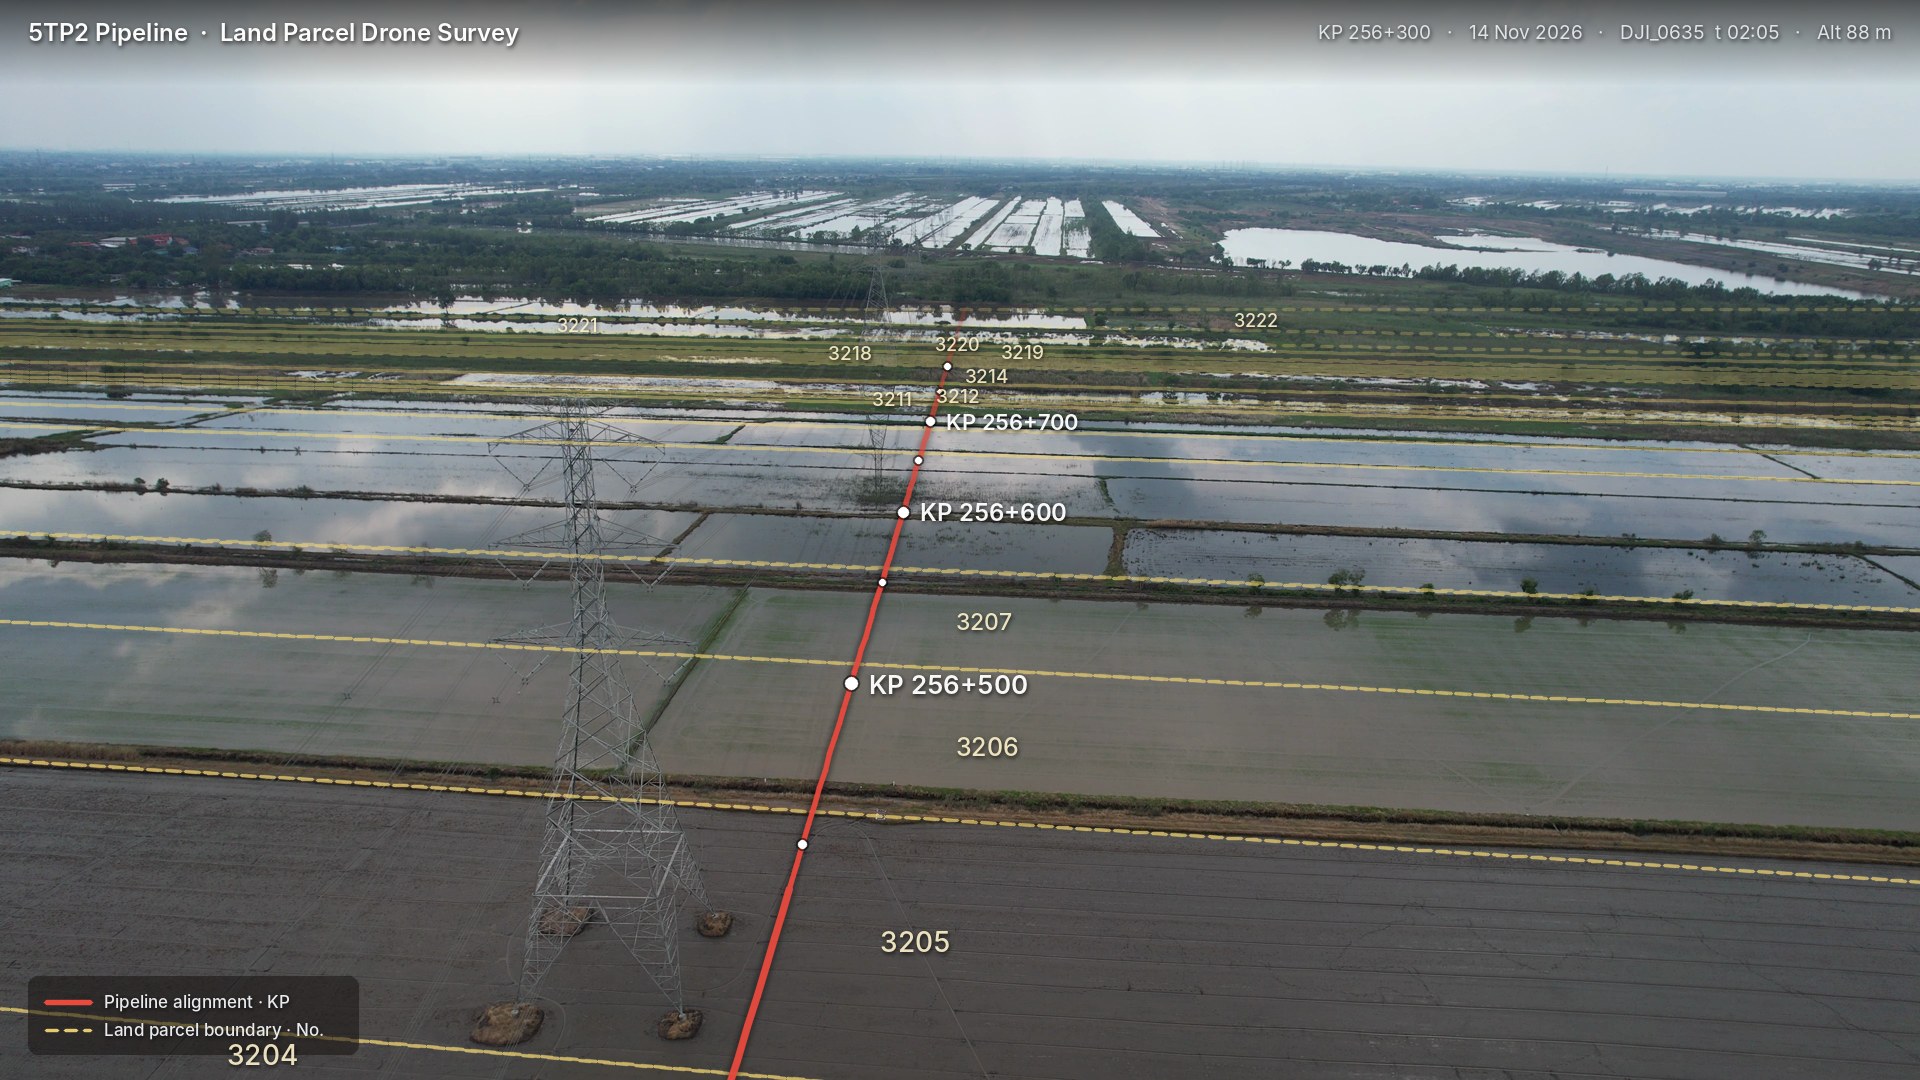 5TP2 Pipeline · Land Parcel Drone Survey
KP 256+300 · 14 Nov 2026 · DJI_0635 t 02:05 · Alt 88 m
3221
3222
3220
3218
3219
3214
3211
3212
KP 256+700
KP 256+600
3207
KP 256+500
3206
3205
Pipeline alignment · KP
Land parcel boundary · No.
3204